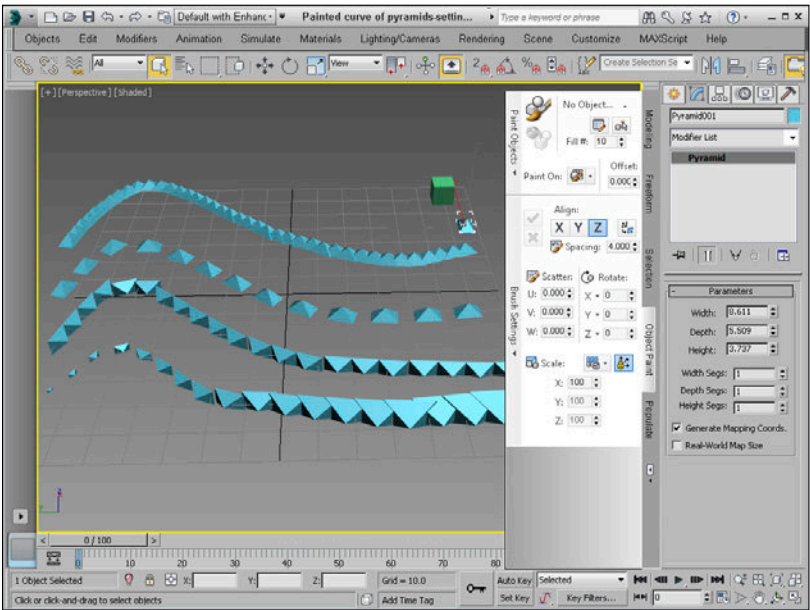 Default with Enhanc
Painted curve of pyramids-settin...
Type a keyword or phrase
Objects Edit Modifiers Animation Simulate Materials Lighting/Cameras Rendering Scene Customize MAXScript Help
All
View
Create Selection Se
[+][Perspective][Shaded]
Paint Objects
No Object...
Fill #: 10
Paint On:
Offset:
0.00C
Brush Settings
Align:
X Y Z
Spacing: 4.000
Scatter: Rotate:
U: 0.000 X 0
V: 0.000 Y 0
W: 0.000 Z 0
Scale:
X: 100
Y: 100
Z: 100
Modeling
Freeform
Selection
Object Paint
Populate
Pyramid001
Modifier List
Pyramid
- Parameters
Width: 0.611
Depth: 5.509
Height: 3.737
Width Segs: 1
Depth Segs: 1
Height Segs: 1
Generate Mapping Coords.
Real-World Map Size
< 0 / 100 >
0 10 20 30 40 50 60 70 80
1 Object Selected X: Y: Z: Grid = 10.0 Auto Key Selected
Click or click-and-drag to select objects Add Time Tag Set Key Key Filters... 0